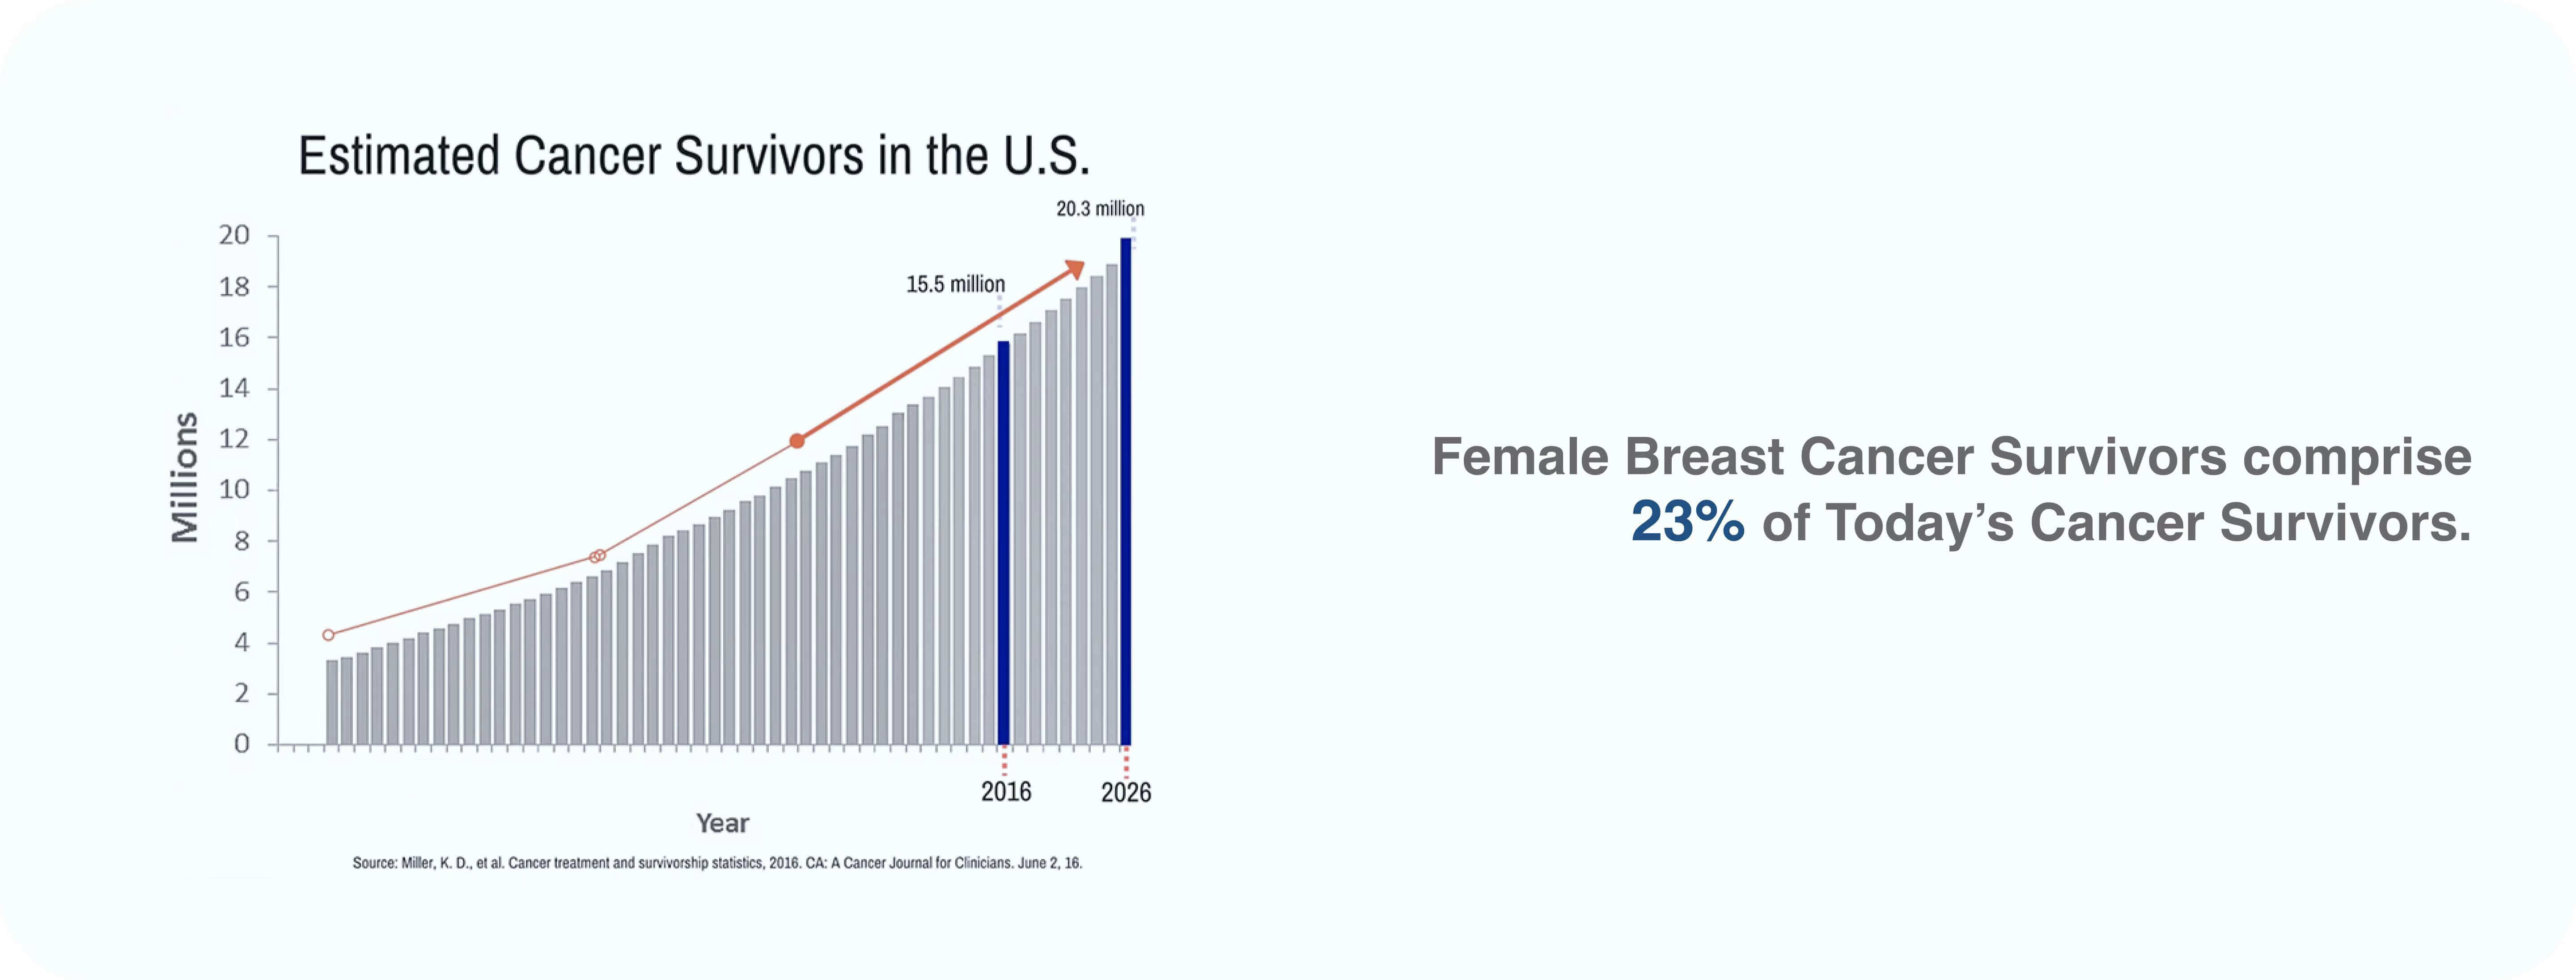 Estimated Cancer Survivors in the U.S.
20.3 million
15.5 million
20
18
16
14
12
10
8
6
4
2
0
Millions
2016
2026
Year
Source: Miller, K. D., et al. Cancer treatment and survivorship statistics, 2016. CA: A Cancer Journal for Clinicians. June 2, 16.
Female Breast Cancer Survivors comprise
23% of Today’s Cancer Survivors.